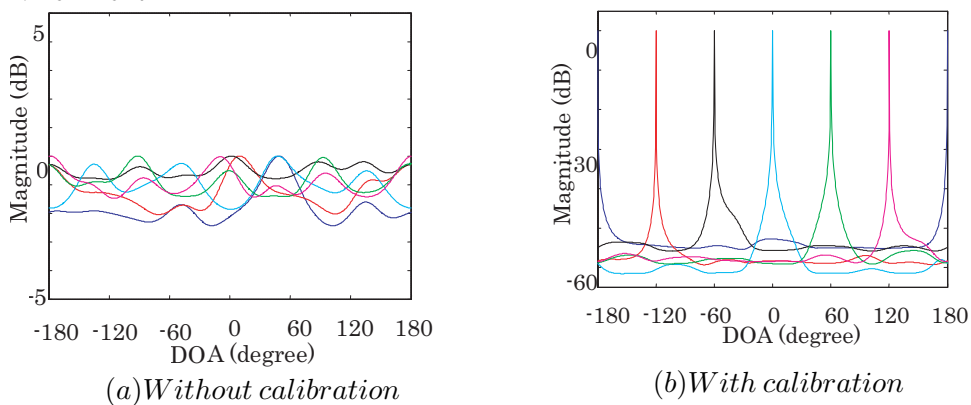 5
0
-5
Magnitude (dB)
-180 -120 -60 0 60 120 180
DOA (degree)
(a)Without calibration
0
30
-60
Magnitude (dB)
-180 -120 -60 0 60 120 180
DOA (degree)
(b)With calibration